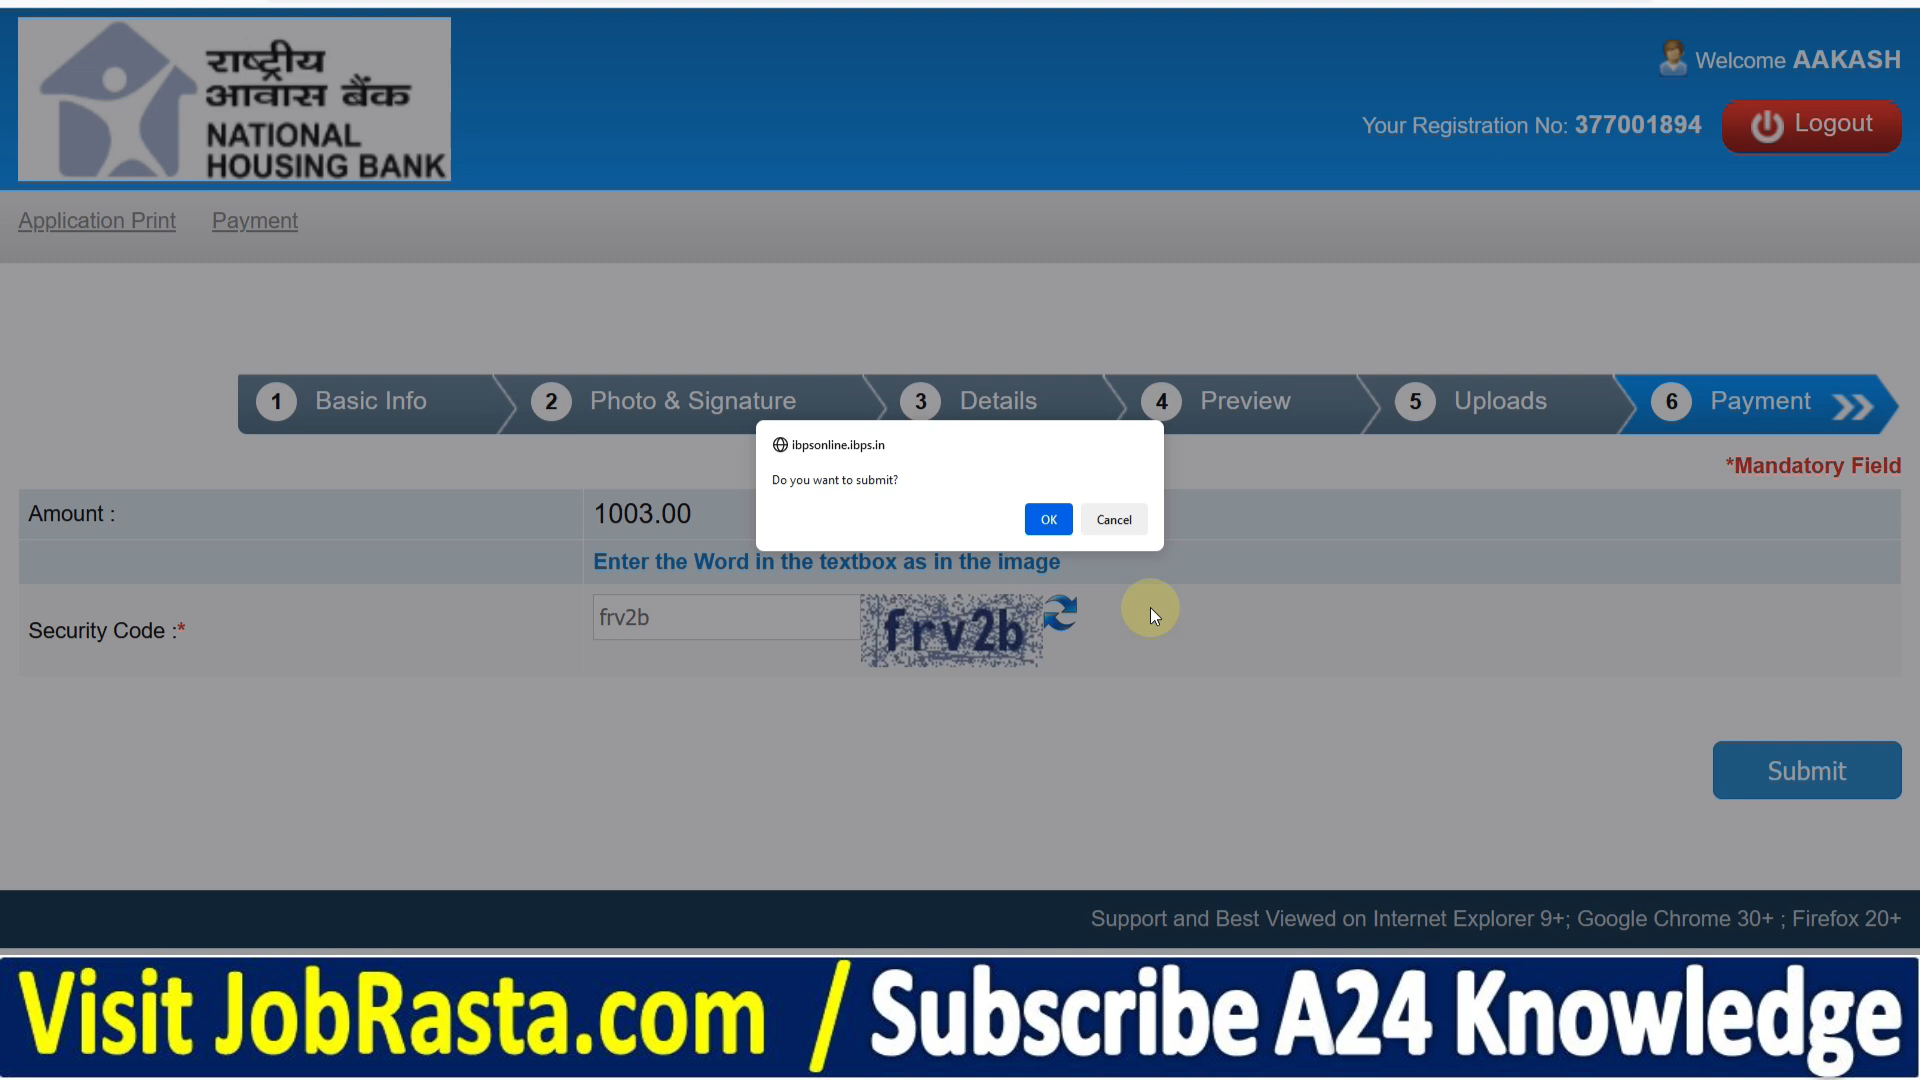 राष्ट्रीय
आवास बैंक
NATIONAL
HOUSING BANK
Welcome AAKASH
Your Registration No: 377001894
Logout
Application Print Payment
1 Basic Info 2 Photo & Signature 3 Details 4 Preview 5 Uploads 6 Payment
ibpsonline.ibps.in
Do you want to submit?
OK Cancel
*Mandatory Field
Amount : 1003.00
Enter the Word in the textbox as in the image
Security Code :* frv2b frv2b
Submit
Support and Best Viewed on Internet Explorer 9+; Google Chrome 30+ ; Firefox 20+
Visit JobRasta.com / Subscribe A24 Knowledge